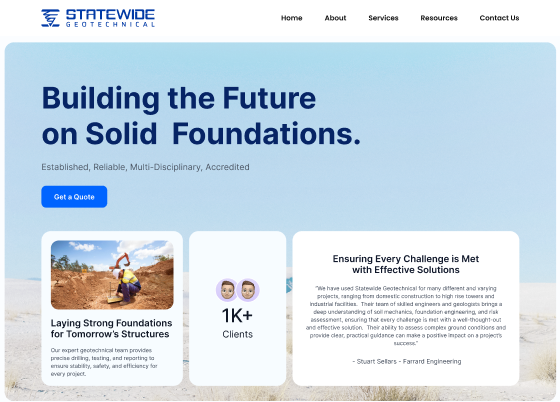 STATEWIDE
GEOTECHNICAL
Home About Services Resources Contact Us
Building the Future
on Solid Foundations.
Established, Reliable, Multi-Disciplinary, Accredited
Get a Quote
Laying Strong Foundations
for Tomorrow's Structures
Our expert geotechnical team provides
precise drilling, testing, and reporting to
ensure stability, safety, and efficiency for
every project.
1K+
Clients
Ensuring Every Challenge is Met
with Effective Solutions
"We have used Statewide Geotechnical for many different and varying
projects, ranging from domestic construction to high rise towers and
industrial facilities. Their team of skilled engineers and geologists brings a
deep understanding of soil mechanics, foundation engineering, and risk
assessment, ensuring that every challenge is met with a well-thought-out
and effective solution. Their ability to assess complex ground conditions and
provide clear, practical guidance can make a positive impact on a project's
success."
- Stuart Sellars - Farrard Engineering